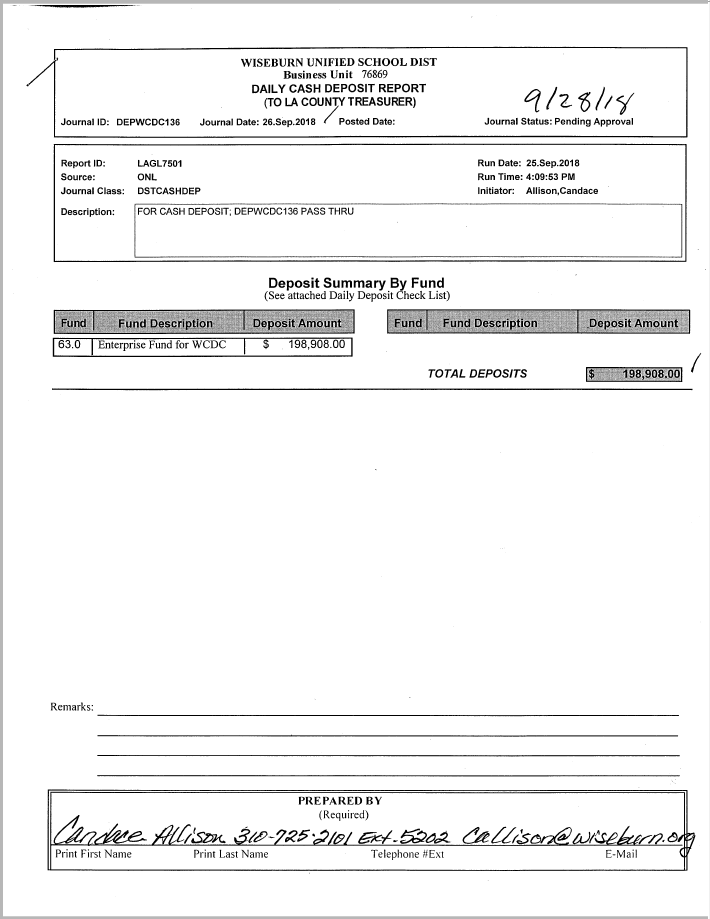 WISEBURN UNIFIED SCHOOL DIST
Business Unit 76869
DAILY CASH DEPOSIT REPORT
(TO LA COUNTY TREASURER)
9/28/18
Journal ID: DEPWCDC136 Journal Date: 26.Sep.2018 Posted Date: Journal Status: Pending Approval
Report ID: LAGL7501 Run Date: 25.Sep.2018
Source: ONL Run Time: 4:09:53 PM
Journal Class: DSTCASHDEP Initiator: Allison,Candace
Description: FOR CASH DEPOSIT; DEPWCDC136 PASS THRU
Deposit Summary By Fund
(See attached Daily Deposit Check List)
Fund Fund Description Deposit Amount Fund Fund Description Deposit Amount
63.0 Enterprise Fund for WCDC $ 198,908.00
TOTAL DEPOSITS $ 198,908.00
Remarks:
PREPARED BY
(Required)
Candace Allison 310-725-2101 Ext. 5202 Callison@wiseburn.org
Print First Name Print Last Name Telephone #Ext E-Mail